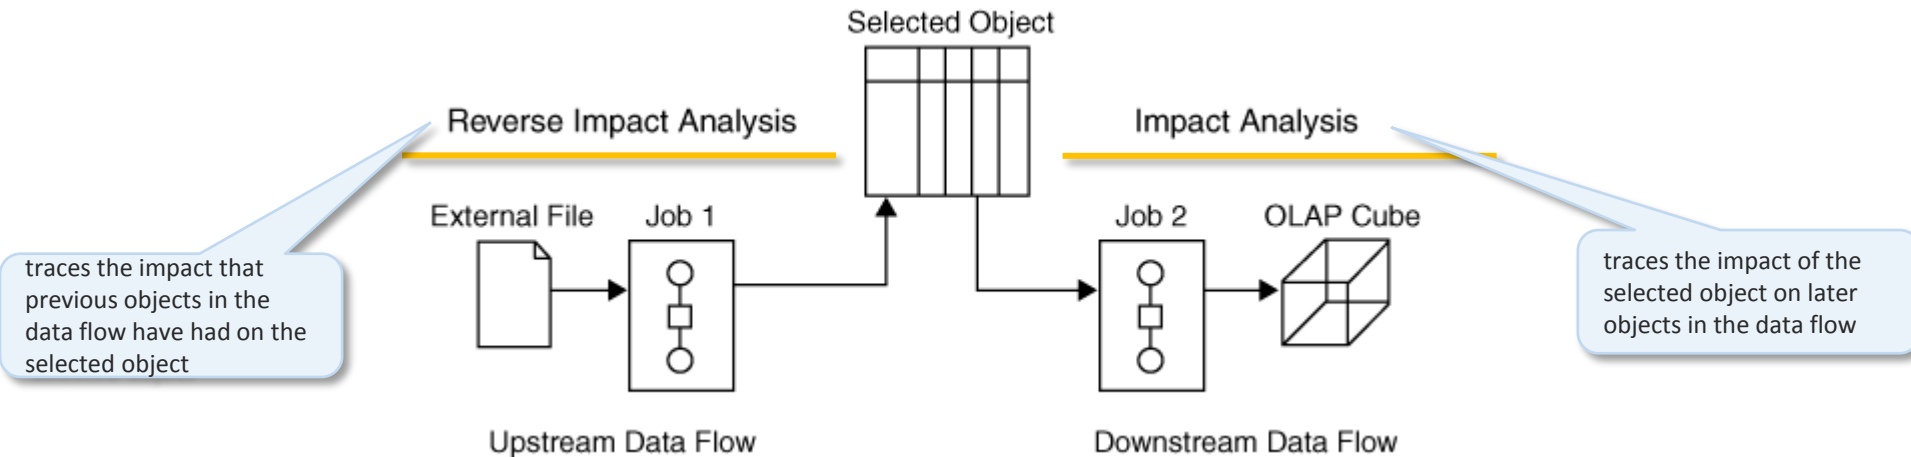 Selected Object
Reverse Impact Analysis
Impact Analysis
External File
Job 1
Job 2
OLAP Cube
traces the impact that
previous objects in the
data flow have had on the
selected object
traces the impact of the
selected object on later
objects in the data flow
Upstream Data Flow
Downstream Data Flow